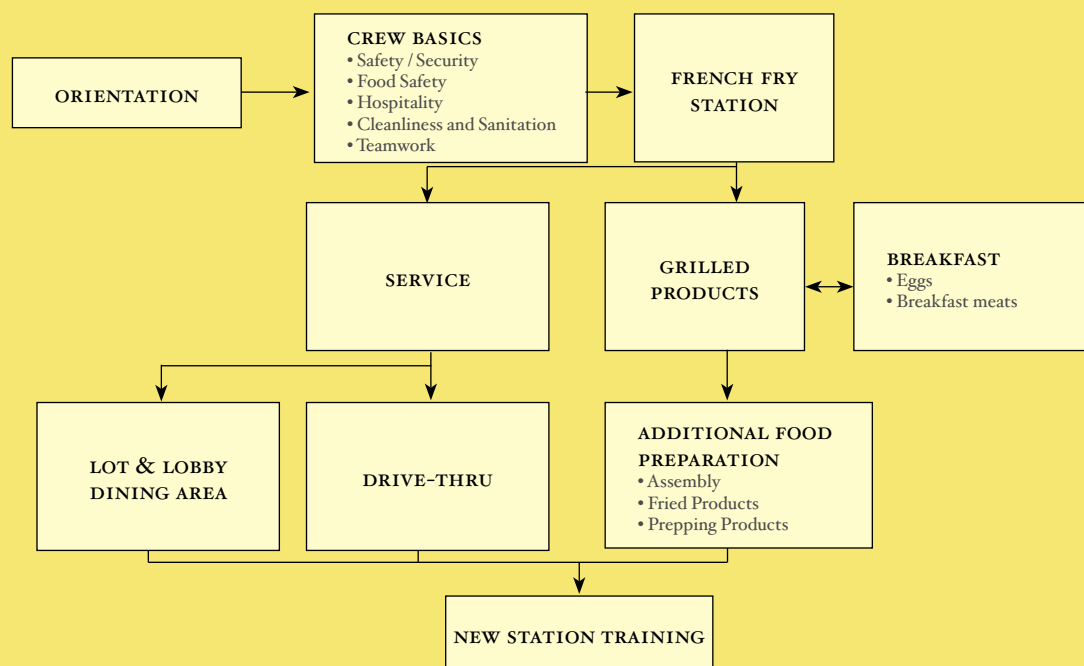 ORIENTATION
CREW BASICS
• Safety / Security
• Food Safety
• Hospitality
• Cleanliness and Sanitation
• Teamwork
FRENCH FRY
STATION
SERVICE
GRILLED
PRODUCTS
BREAKFAST
• Eggs
• Breakfast meats
LOT & LOBBY
DINING AREA
DRIVE-THRU
ADDITIONAL FOOD
PREPARATION
• Assembly
• Fried Products
• Prepping Products
NEW STATION TRAINING